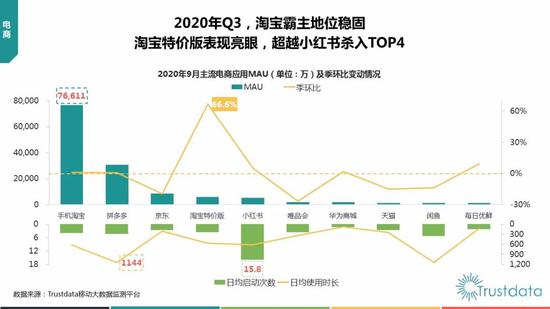 电商
2020年Q3，淘宝霸主地位稳固
淘宝特价版表现亮眼，超越小红书杀入TOP4
2020年9月主流电商应用MAU（单位：万）及季环比变动情况
MAU 季环比
76,611
66.6%
80,000
60,000
40,000
20,000
0
60%
30%
0%
-30%
手机淘宝 拼多多 京东 淘宝特价版 小红书 唯品会 华为商城 天猫 闲鱼 每日优鲜
0
6
12
18
0
300
600
900
1,200
1144
15.8
日均启动次数 日均使用时长
数据来源：Trustdata移动大数据监测平台
Trustdata